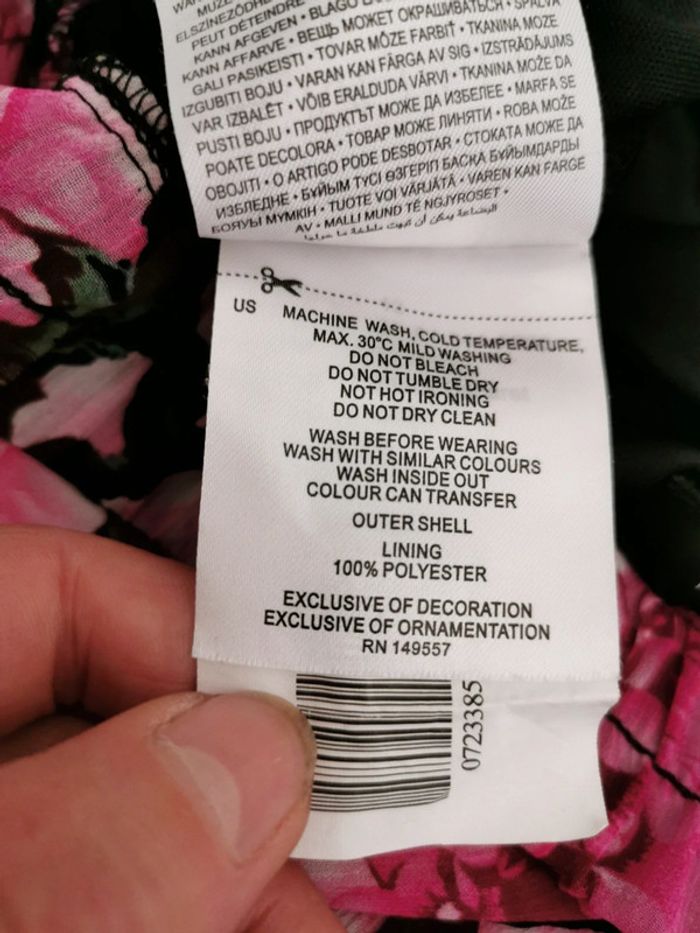 MUŻE
ELSZÍNEZŐDH
PEUT DÉTEINDRE
KANN AFGEVEN • BLAGO
KANN AFFARVE • ВЕЩЬ МОЖЕТ ОКРАШИВАТЬСЯ • SPALVA
GALI PASIKEISTI • TOVAR MÔZE FARBIŤ • TKANINA MOZE
IZGUBITI BOJU • VARAN KAN FÄRGA AV SIG • IZSTRĀDĀJUMS
VAR IZBALĒT • VÕIB ERALDUDA VÄRVI • TKANINA MOŽE DA
PUSTI BOJU • ПРОДУКТЪТ МОЖЕ ДА ИЗБЕЛЕЕ • MARFA SE
POATE DECOLORA • ТОВАР МОЖЕ ЛИНЯТИ • ROBA MOŽE
OBOJITI • O ARTIGO PODE DESBOTAR • СТОКАТА МОЖЕ ДА
ИЗБЛЕДНЕ • БҰЙЫМ ТҮСІ ӨЗГЕРІП БАСҚА БҰЙЫМДАРДЫ
БОЯУЫ МҮМКІН • TUOTE VOI VÄRJÄTÄ • VAREN KAN FARGE
AV • MALLI MUND TË NGJYROSET •
US
MACHINE WASH, COLD TEMPERATURE,
MAX. 30°C MILD WASHING
DO NOT BLEACH
DO NOT TUMBLE DRY
NOT HOT IRONING
DO NOT DRY CLEAN
WASH BEFORE WEARING
WASH WITH SIMILAR COLOURS
WASH INSIDE OUT
COLOUR CAN TRANSFER
OUTER SHELL
LINING
100% POLYESTER
EXCLUSIVE OF DECORATION
EXCLUSIVE OF ORNAMENTATION
RN 149557
0723385